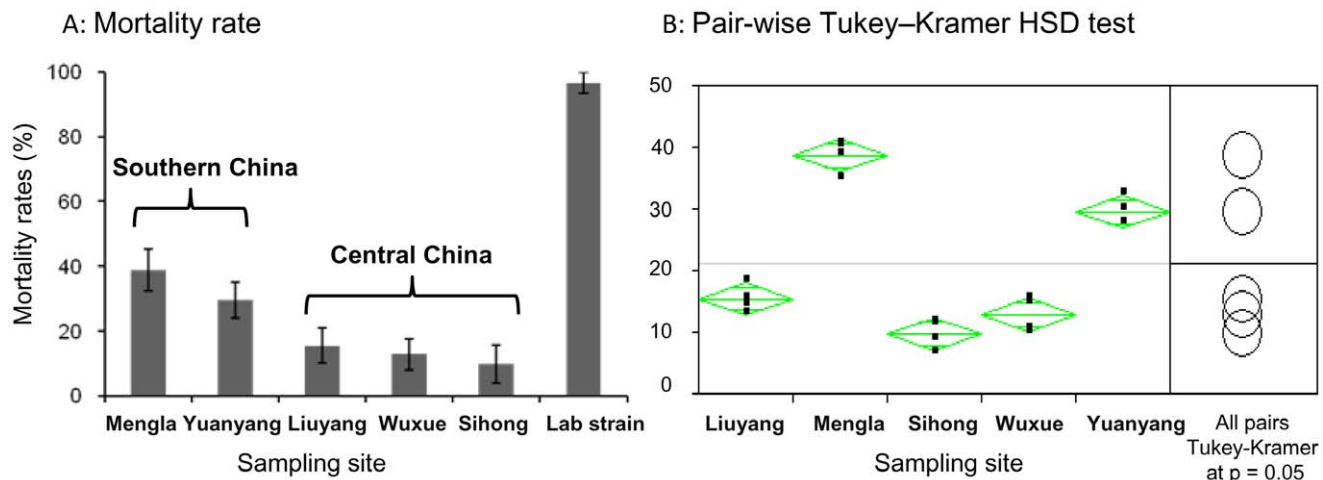 A: Mortality rate
Mortality rates (%)
100
80
60
40
20
0
Southern China
Central China
Mengla Yuanyang Liuyang Wuxue Sihong Lab strain
Sampling site
B: Pair-wise Tukey–Kramer HSD test
50
40
30
20
10
0
Liuyang Mengla Sihong Wuxue Yuanyang
Sampling site
All pairs
Tukey-Kramer
at p = 0.05